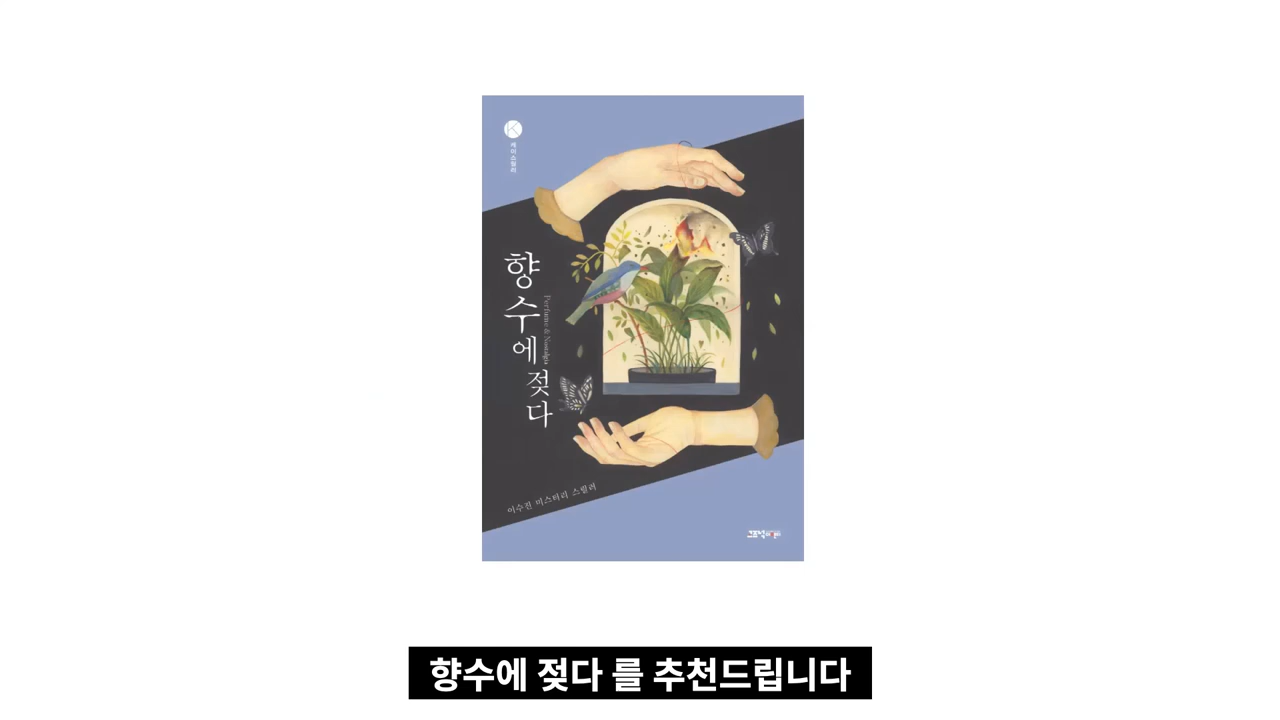 K
케이스릴러
향수에 젖다
Perfume & Nostalgia
이수진 미스터리 스릴러
향수에 젖다 를 추천드립니다